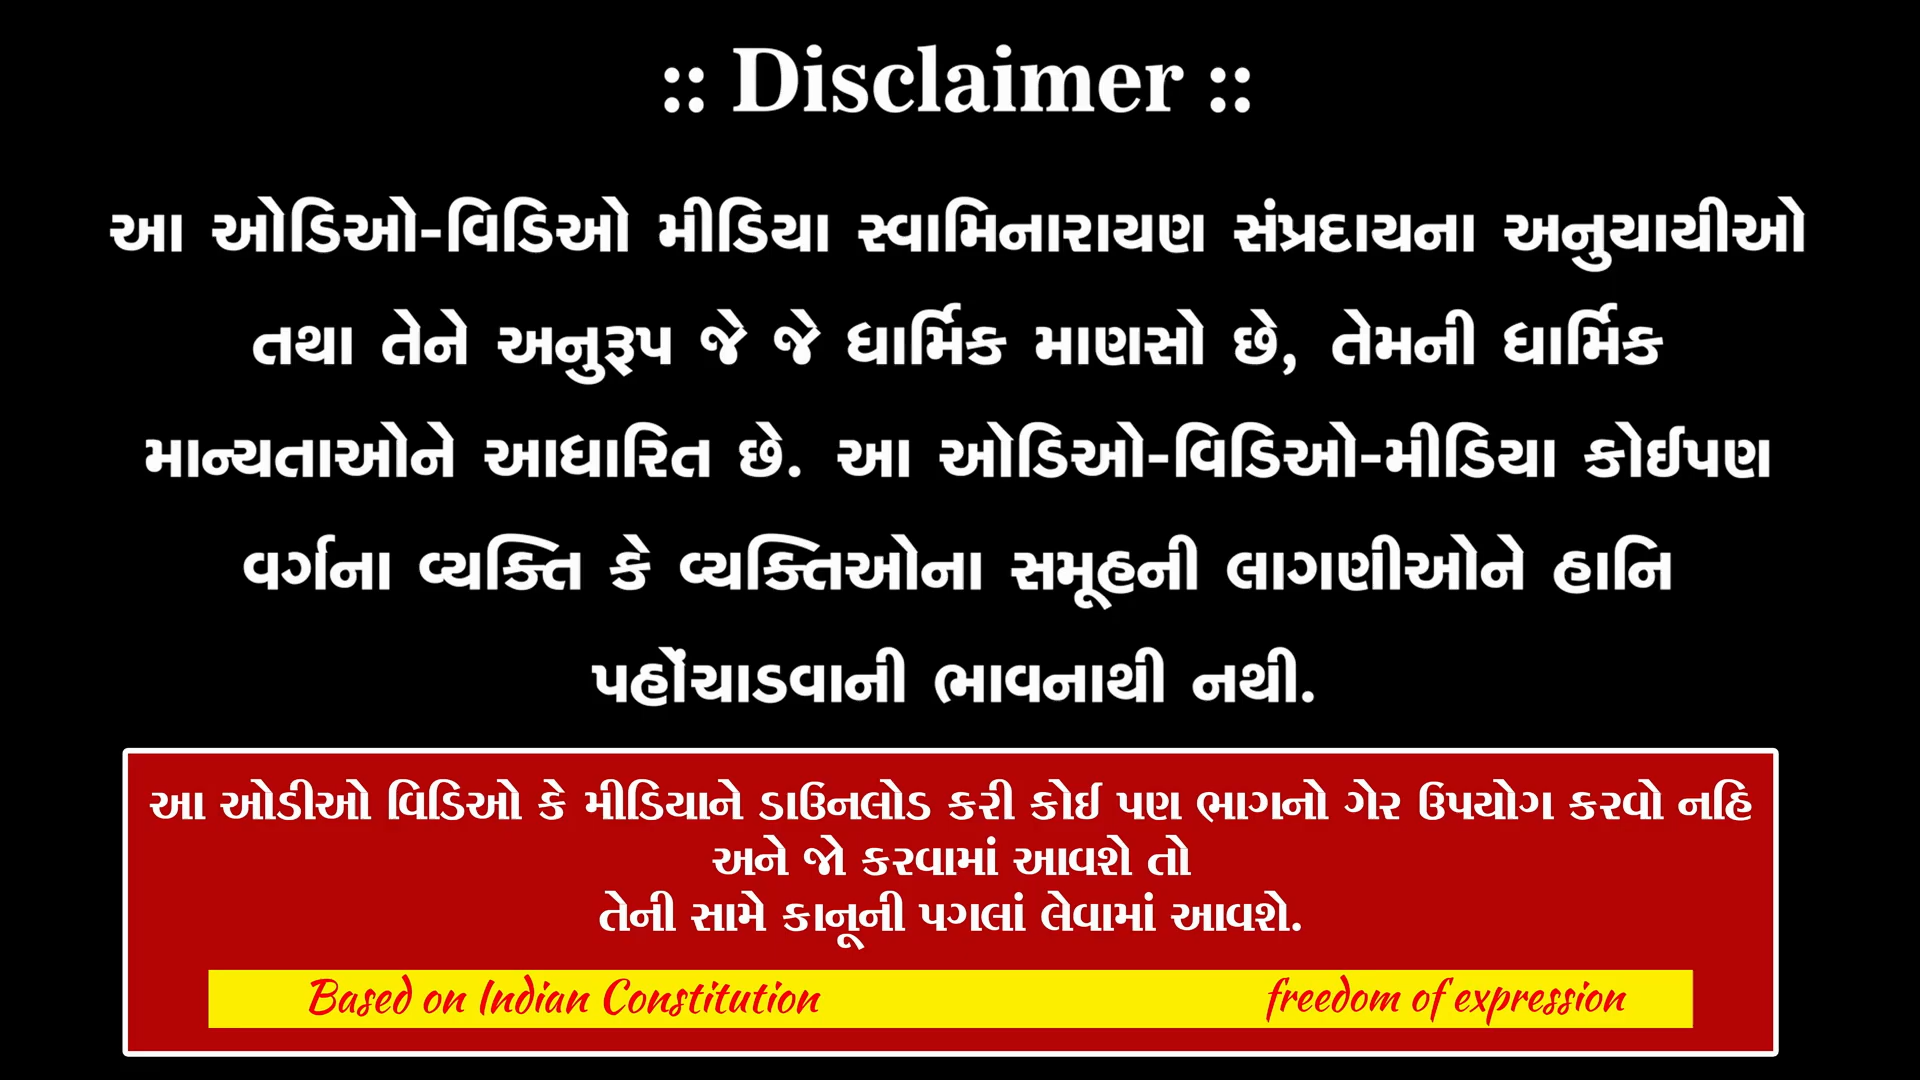 :: Disclaimer ::
આ ઓડિઓ-વિડિઓ મીડિયા સ્વામિનારાયણ સંપ્રદાયના અનુયાયીઓ
તથા તેને અનુરૂપ જે જે ધાર્મિક માણસો છે, તેમની ધાર્મિક
માન્યતાઓને આધારિત છે. આ ઓડિઓ-વિડિઓ-મીડિયા કોઈપણ
વર્ગના વ્યક્તિ કે વ્યક્તિઓના સમૂહની લાગણીઓને હાનિ
પહોંચાડવાની ભાવનાથી નથી.
આ ઓડીઓ વિડિઓ કે મીડિયાને ડાઉનલોડ કરી કોઈ પણ ભાગનો ગેર ઉપયોગ કરવો નહિ
અને જો કરવામાં આવશે તો
તેની સામે કાનૂની પગલાં લેવામાં આવશે.
Based on Indian Constitution freedom of expression